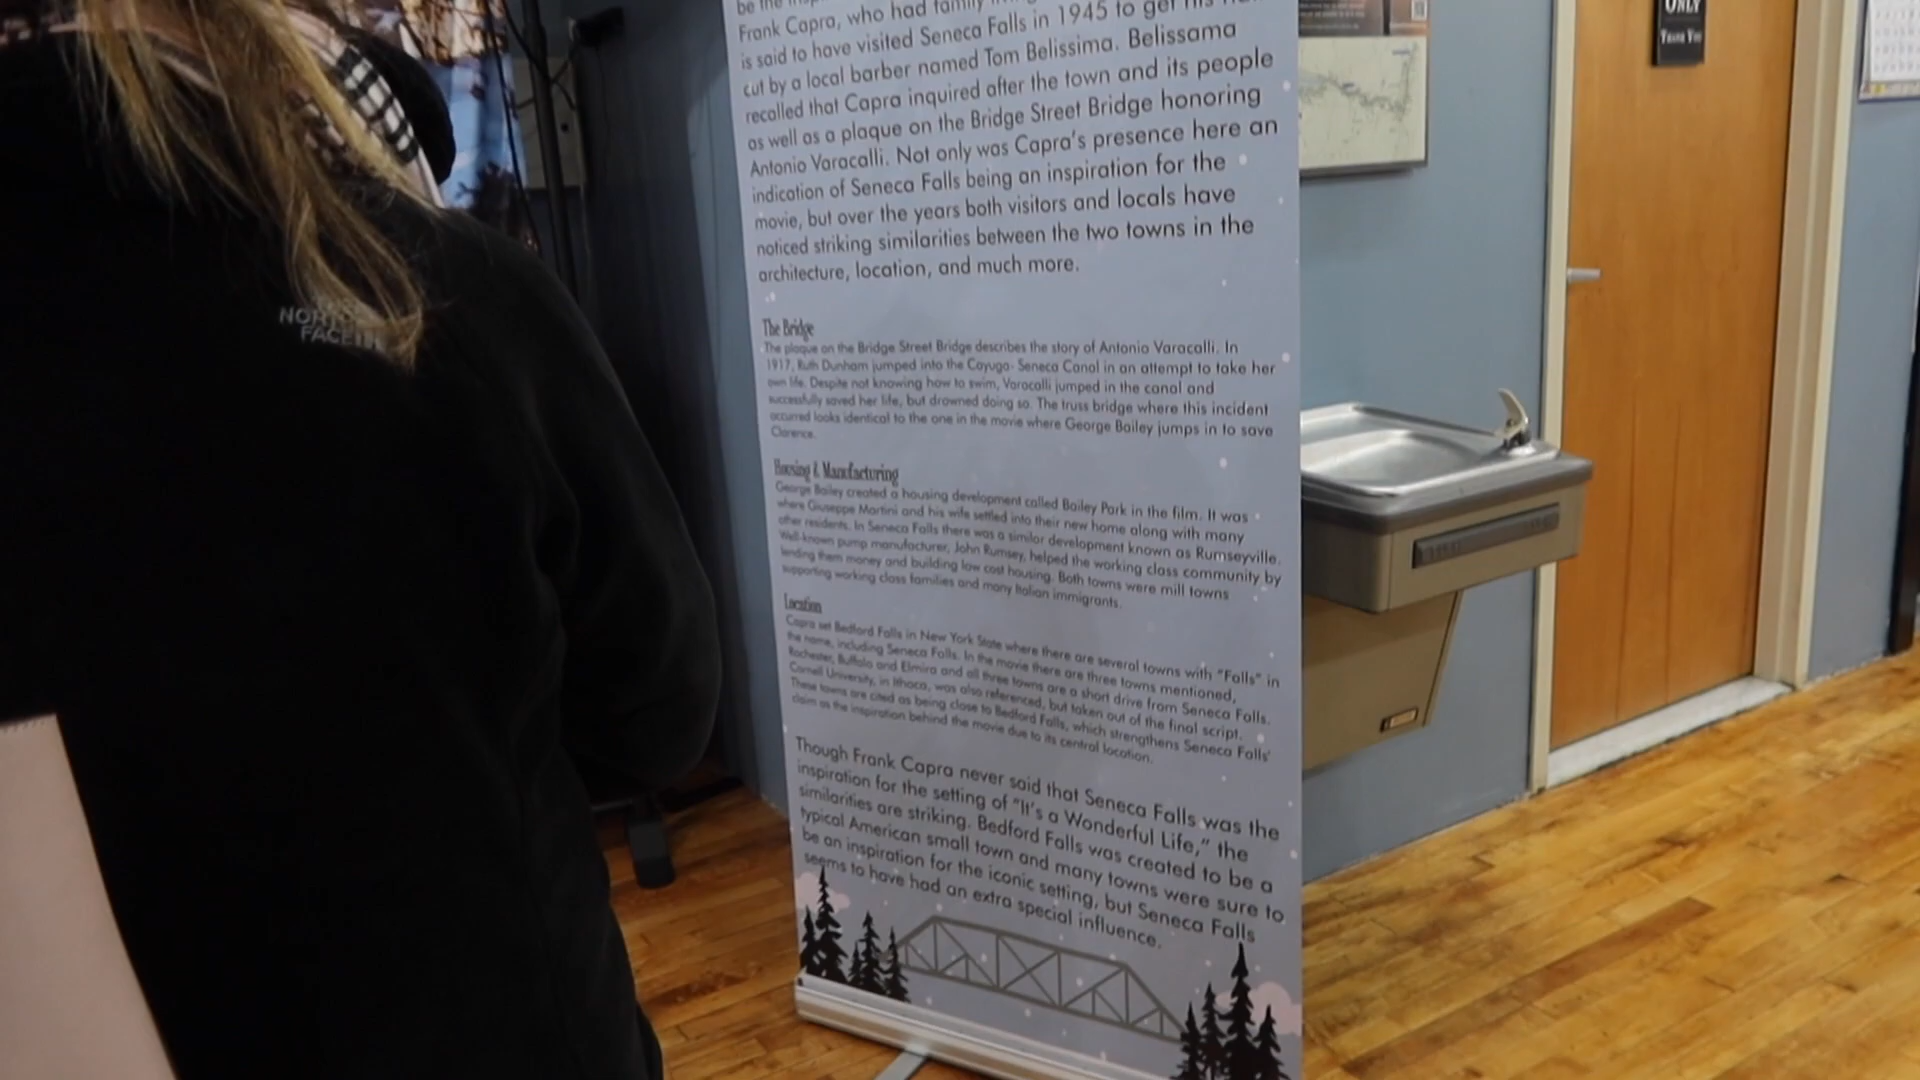 be the
Frank Capra, who had family
is said to have visited Seneca Falls in 1945 to get his
cut by a local barber named Tom Belissima. Belissama
recalled that Capra inquired after the town and its people
as well as a plaque on the Bridge Street Bridge honoring
Antonio Varacalli. Not only was Capra's presence here an
indication of Seneca Falls being an inspiration for the
movie, but over the years both visitors and locals have
noticed striking similarities between the two towns in the
architecture, location, and much more.
The Bridge
The plaque on the Bridge Street Bridge describes the story of Antonio Varacalli. In
1917, Ruth Dunham jumped into the Cayuga- Seneca Canal in an attempt to take her
own life. Despite not knowing how to swim, Varacalli jumped in the canal and
successfully saved her life, but drowned doing so. The truss bridge where this incident
occurred looks identical to the one in the movie where George Bailey jumps in to save
Clarence.
Housing & Manufacturing
George Bailey created a housing development called Bailey Park in the film. It was
where Giuseppe Martini and his wife settled into their new home along with many
other residents. In Seneca Falls there was a similar development known as Rumseyville.
Well-known pump manufacturer, John Rumsey, helped the working class community by
lending them money and building low cost housing. Both towns were mill towns
supporting working class families and many Italian immigrants.
Location
Capra set Bedford Falls in New York State where there are several towns with "Falls" in
the name, including Seneca Falls. In the movie there are three towns mentioned,
Rochester, Buffalo and Elmira and all three towns are a short drive from Seneca Falls.
Cornell University, in Ithaca, was also referenced, but taken out of the final script.
These towns are cited as being close to Bedford Falls, which strengthens Seneca Falls'
claim as the inspiration behind the movie due to its central location.
Though Frank Capra never said that Seneca Falls was the
inspiration for the setting of "It's a Wonderful Life," the
similarities are striking. Bedford Falls was created to be a
typical American small town and many towns were sure to
be an inspiration for the iconic setting, but Seneca Falls
seems to have had an extra special influence.
ONLY
THANK YOU
NORTH
FACE